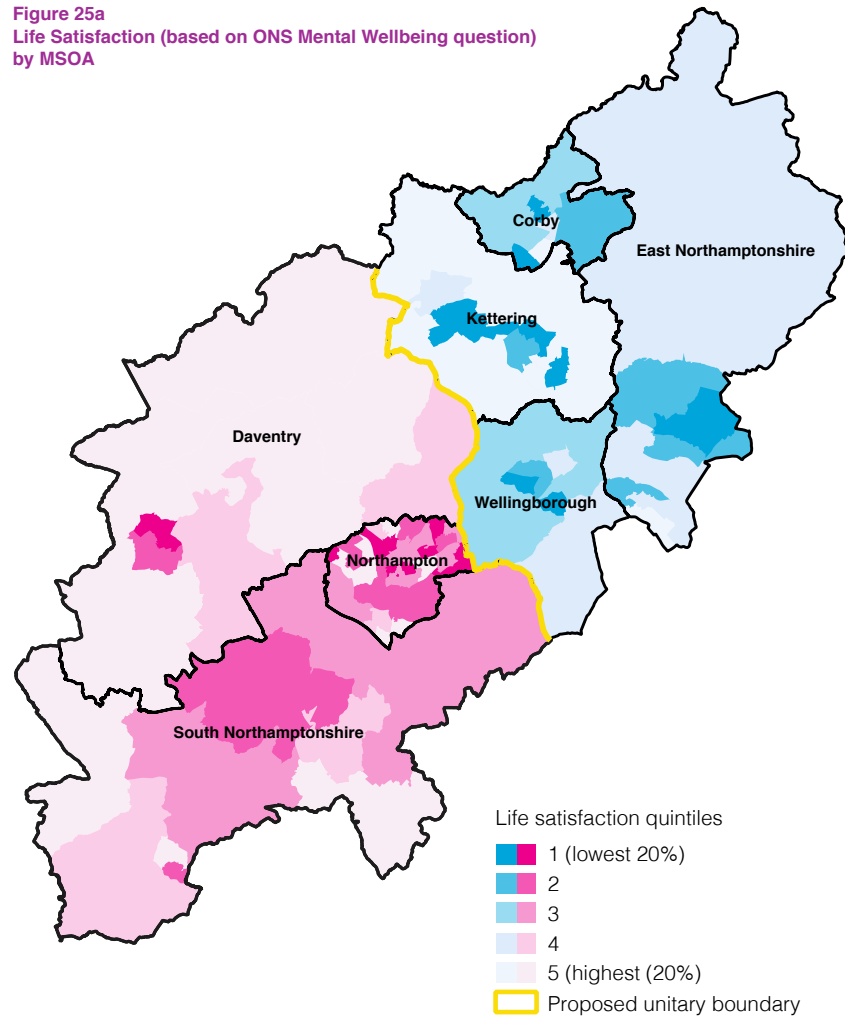 Figure 25a
Life Satisfaction (based on ONS Mental Wellbeing question)
by MSOA
Corby
East Northamptonshire
Kettering
Daventry
Wellingborough
Northampton
South Northamptonshire
Life satisfaction quintiles
1 (lowest 20%)
2
3
4
5 (highest (20%)
Proposed unitary boundary